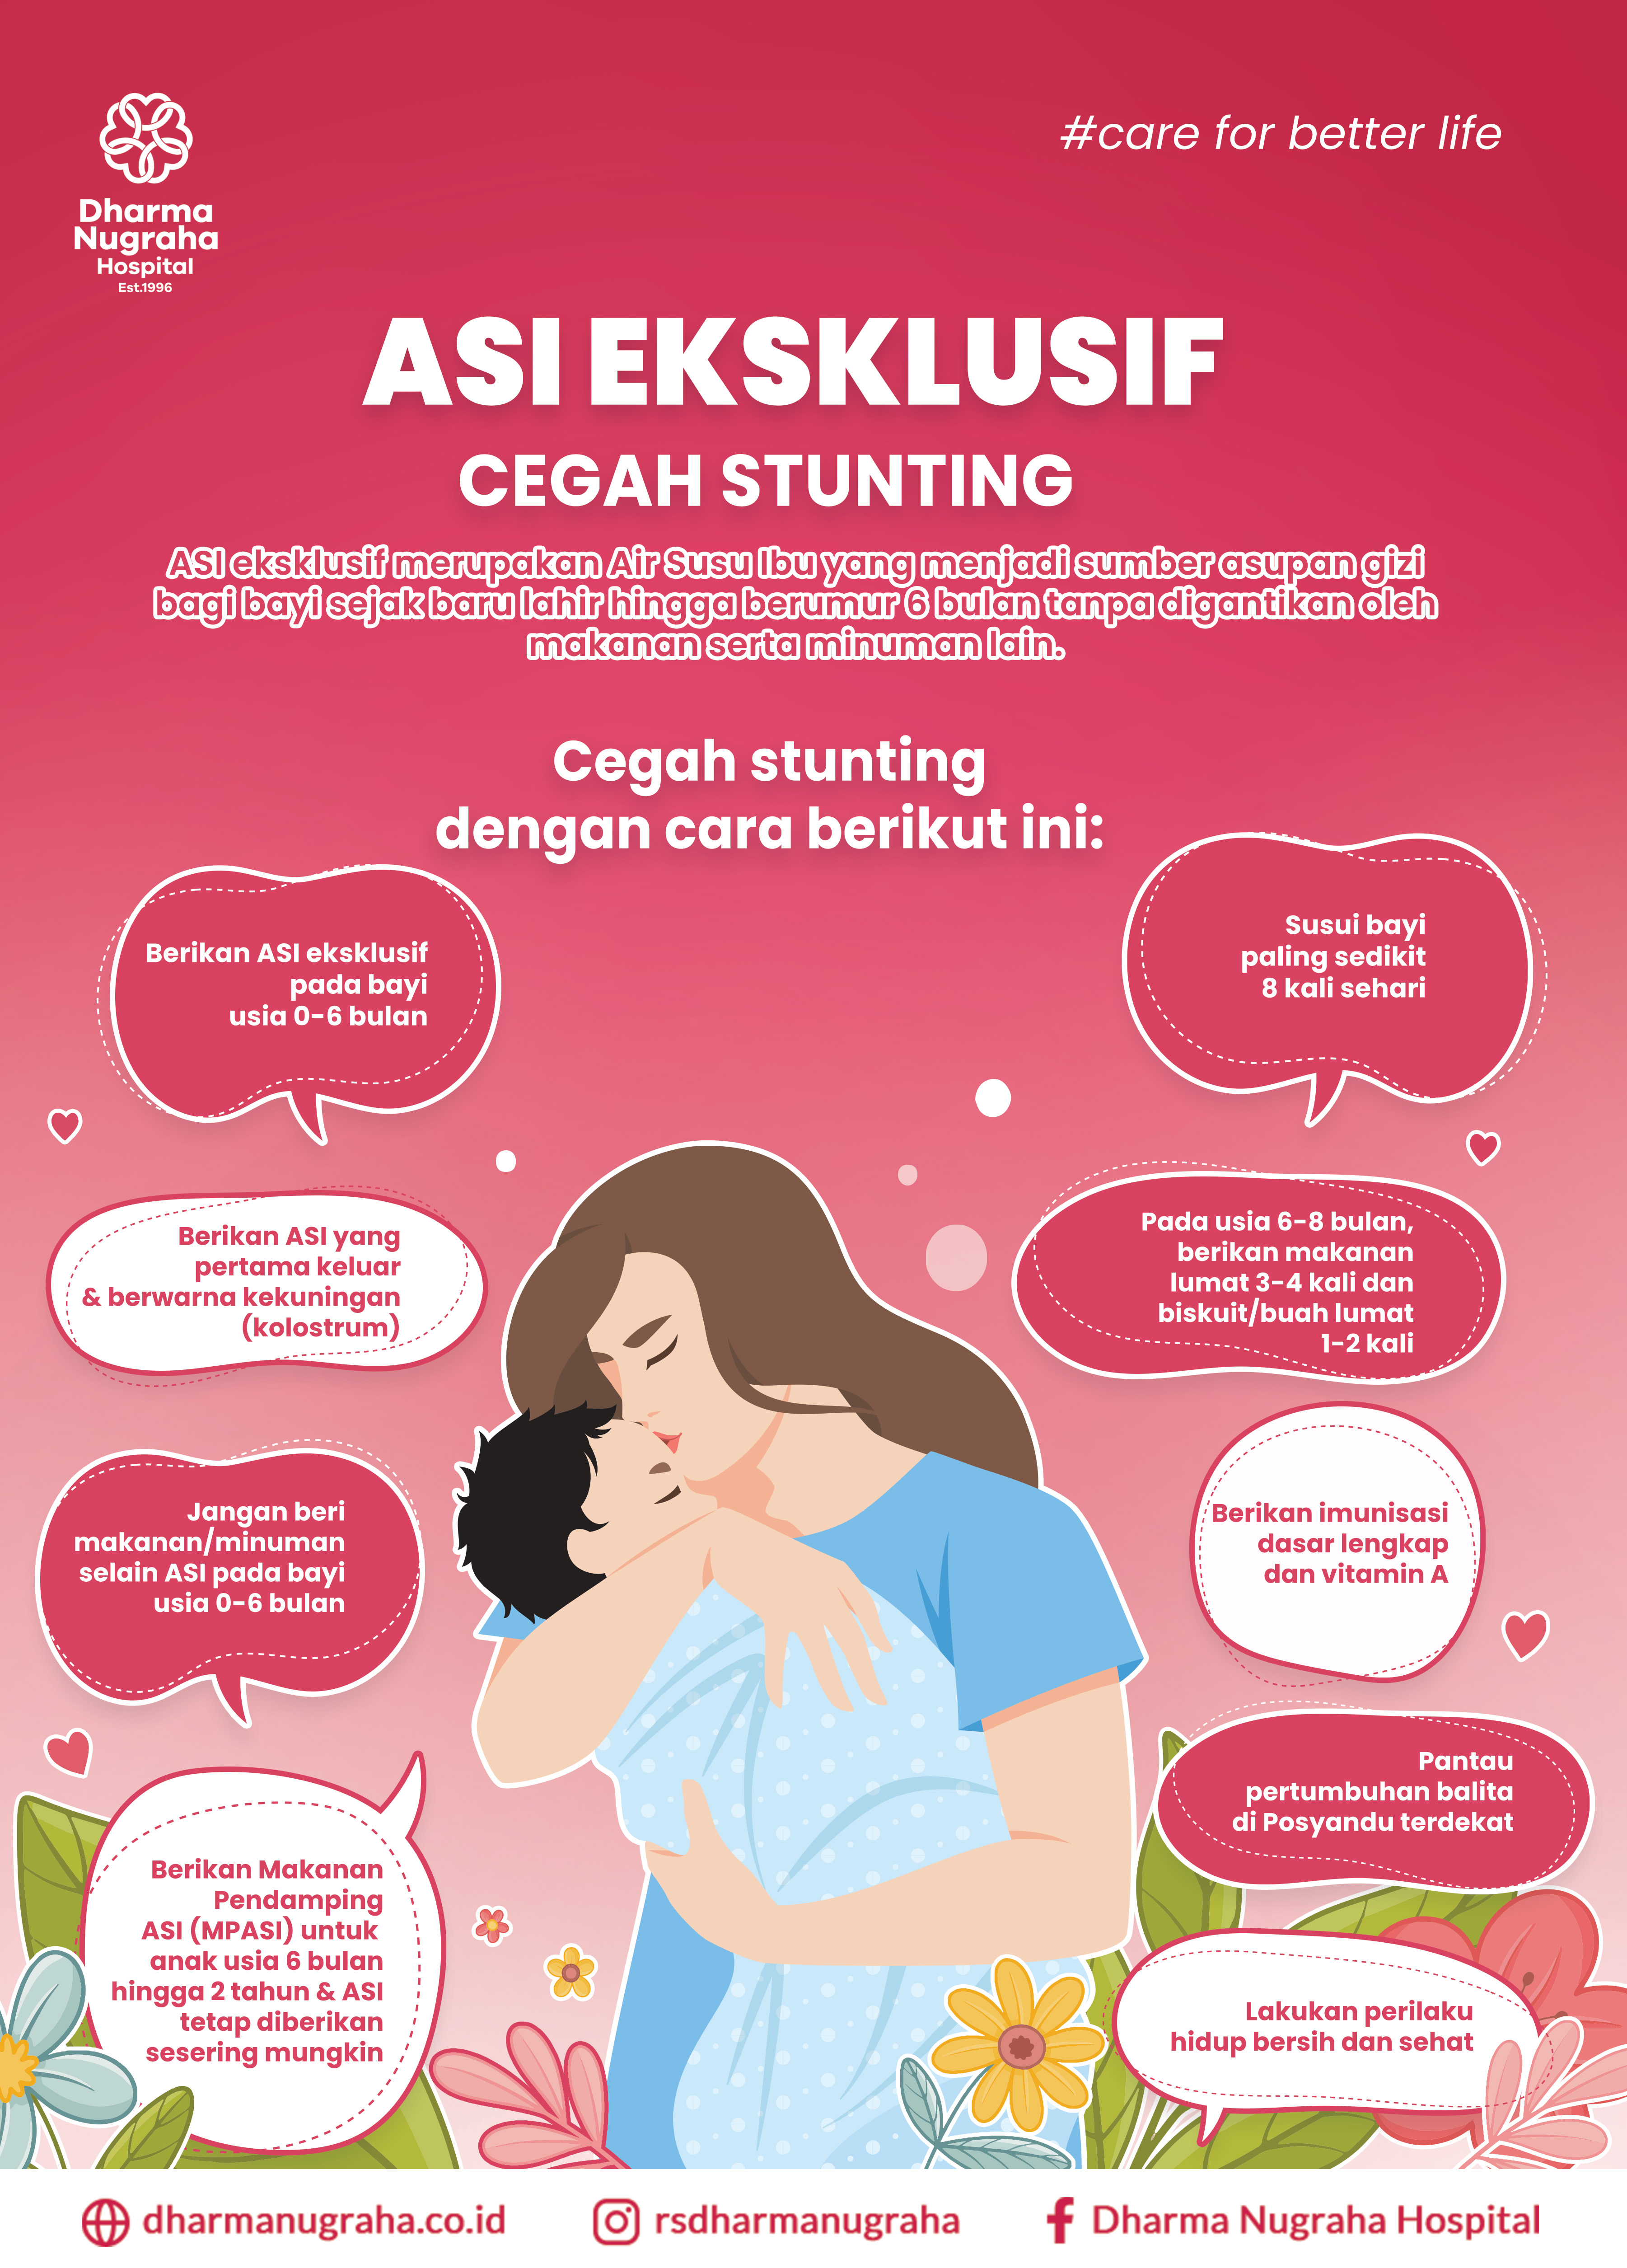 Dharma
Nugraha
Hospital
Est.1996
#care for better life
ASI EKSKLUSIF
CEGAH STUNTING
ASI eksklusif merupakan Air Susu Ibu yang menjadi sumber asupan gizi
bagi bayi sejak baru lahir hingga berumur 6 bulan tanpa digantikan oleh
makanan serta minuman lain.
Cegah stunting
dengan cara berikut ini:
Berikan ASI eksklusif
pada bayi
usia 0-6 bulan
Berikan ASI yang
pertama keluar
& berwarna kekuningan
(kolostrum)
Jangan beri
makanan/minuman
selain ASI pada bayi
usia 0-6 bulan
Berikan Makanan
Pendamping
ASI (MPASI) untuk
anak usia 6 bulan
hingga 2 tahun & ASI
tetap diberikan
sesering mungkin
Susui bayi
paling sedikit
8 kali sehari
Pada usia 6-8 bulan,
berikan makanan
lumat 3-4 kali dan
biskuit/buah lumat
1-2 kali
Berikan imunisasi
dasar lengkap
dan vitamin A
Pantau
pertumbuhan balita
di Posyandu terdekat
Lakukan perilaku
hidup bersih dan sehat
dharmanugraha.co.id
rsdharmanugraha
Dharma Nugraha Hospital